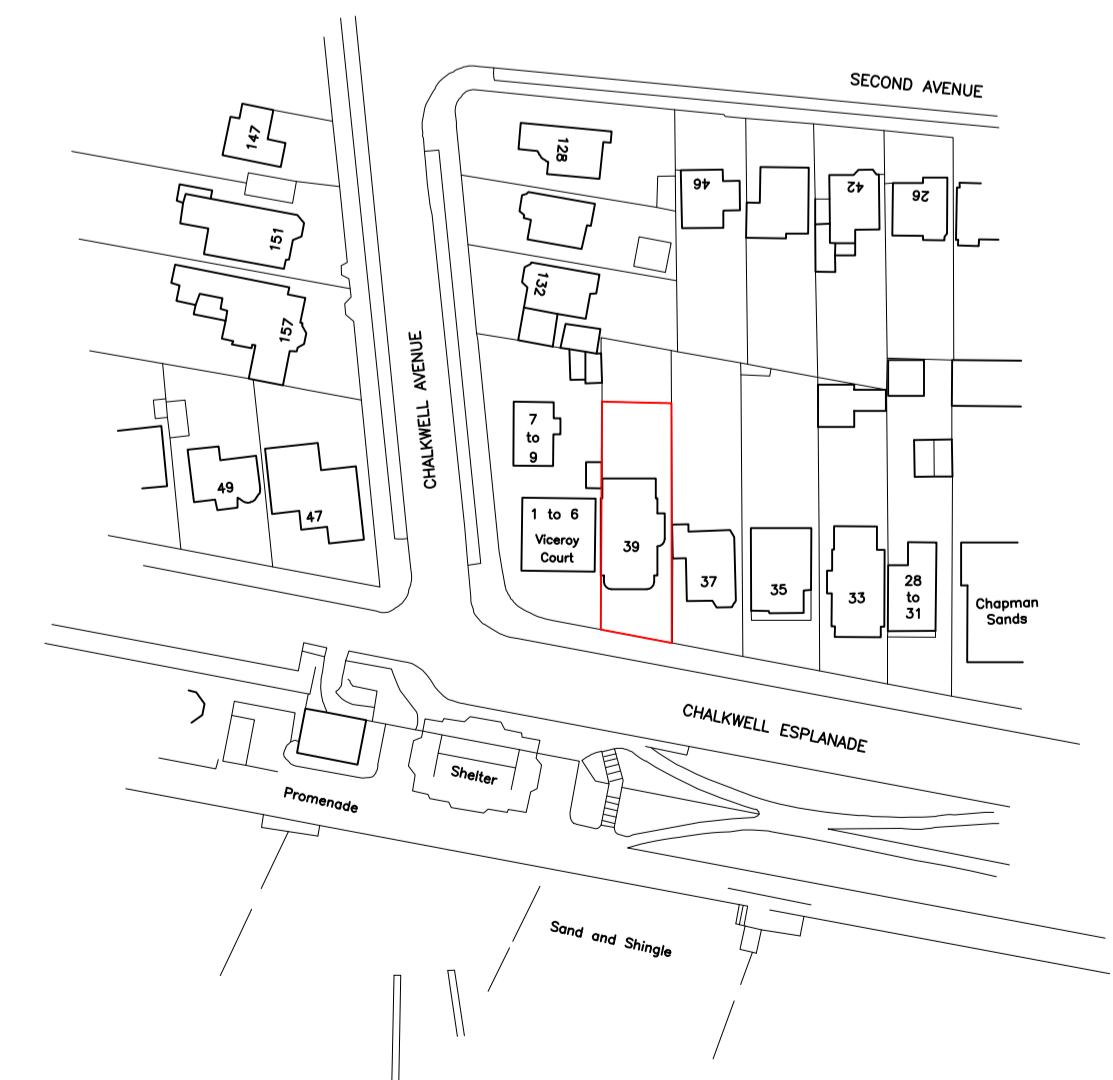 SECOND AVENUE
147
128
46
42
26
151
132
157
CHALKWELL AVENUE
7
to
9
49
47
1 to 6
Viceroy
Court
39
37
35
33
28
to
31
Chapman
Sands
CHALKWELL ESPLANADE
Shelter
Promenade
Sand and Shingle